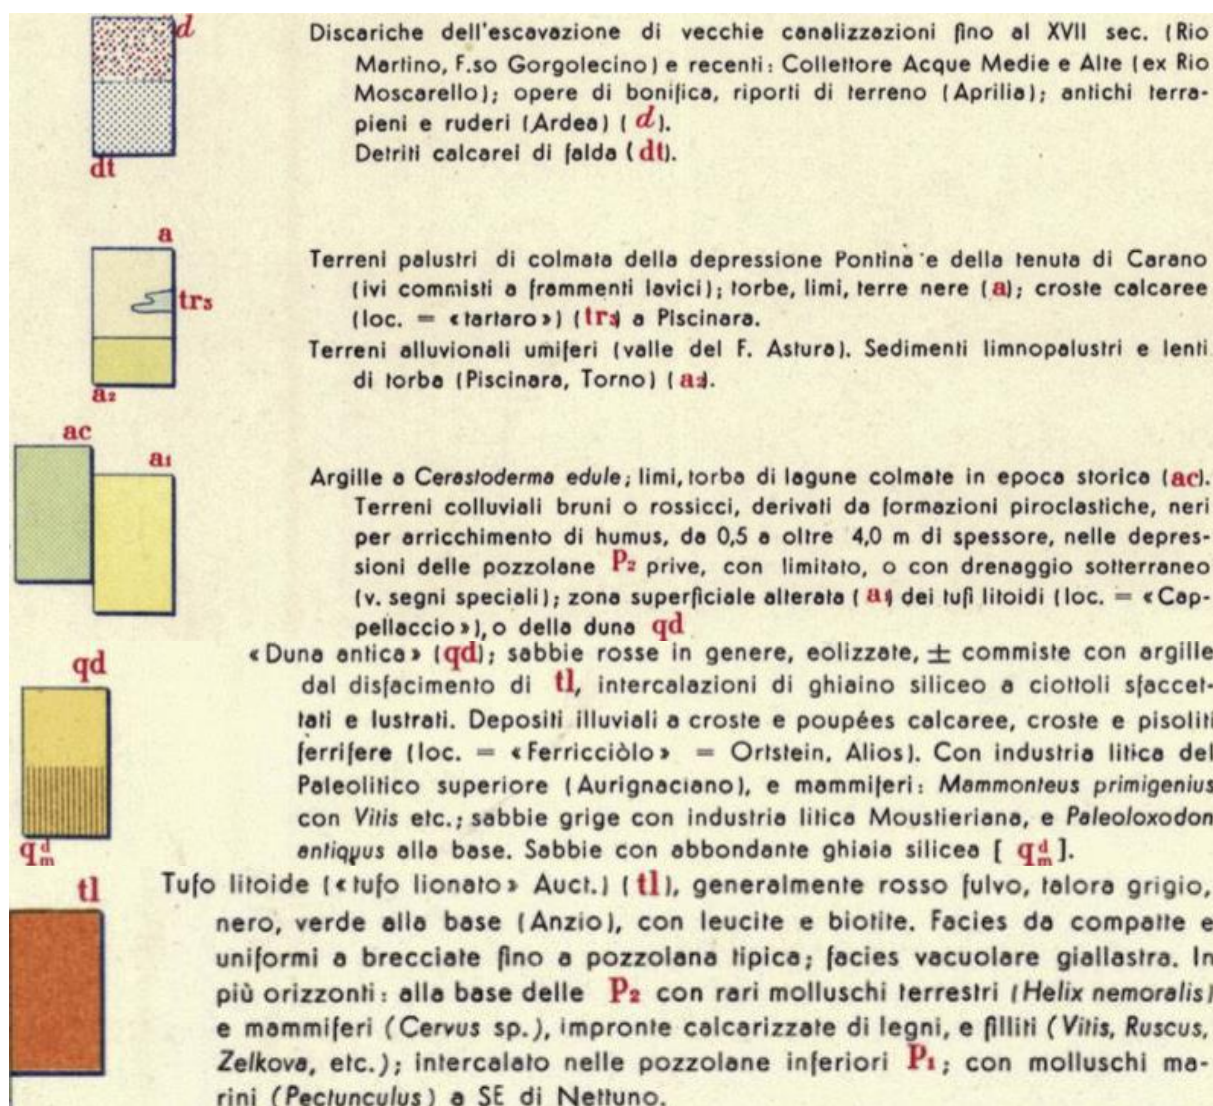 d
Discariche dell'escavazione di vecchie canalizzazioni fino al XVII sec. (Rio
Martino, F.so Gorgolecino) e recenti: Collettore Acque Medie e Alte (ex Rio
Moscarello); opere di bonifica, riporti di terreno (Aprilia); antichi terra-
pieni e ruderi (Ardea) (d).
Detriti calcarei di falda (dt).
dt
a
Terreni palustri di colmata della depressione Pontina e della tenuta di Carano
(ivi commisti a frammenti lavici); torbe, limi, terre nere (a); croste calcaree
tr3
(loc. = «tartaro») (tr3) a Piscinara.
Terreni alluvionali umiferi (valle del F. Astura). Sedimenti limnopalustri e lenti
di torba (Piscinara, Torno) (a2).
a2
ac
a1
Argille a Cerastoderma edule; limi, torba di lagune colmate in epoca storica (ac).
Terreni colluviali bruni o rossicci, derivati da formazioni piroclastiche, neri
per arricchimento di humus, da 0,5 a oltre 4,0 m di spessore, nelle depres-
sioni delle pozzolane P2 prive, con limitato, o con drenaggio sotterraneo
(v. segni speciali); zona superficiale alterata (a1) dei tufi litoidi (loc. = «Cap-
pellaccio»), o della duna qd
qd
«Duna antica» (qd); sabbie rosse in genere, eolizzate, ± commiste con argille
dal disfacimento di tl, intercalazioni di ghiaino siliceo a ciottoli sfaccet-
tati e lustrati. Depositi illuviali a croste e poupées calcaree, croste e pisoliti
ferrifere (loc. = «Ferricciòlo» = Ortstein, Alios). Con industria litica del
Paleolitico superiore (Aurignaciano), e mammiferi: Mammonteus primigenius
con Vitis etc.; sabbie grige con industria litica Moustieriana, e Paleoloxodon
antiquus alla base. Sabbie con abbondante ghiaia silicea [ qdm ].
qdm
tl
Tufo litoide («tufo lionato» Auct.) (tl), generalmente rosso fulvo, talora grigio,
nero, verde alla base (Anzio), con leucite e biotite. Facies da compatte e
uniformi a brecciate fino a pozzolana tipica; facies vacuolare giallastra. In
più orizzonti: alla base delle P2 con rari molluschi terrestri (Helix nemoralis)
e mammiferi (Cervus sp.), impronte calcarizzate di legni, e filliti (Vitis, Ruscus,
Zelkova, etc.); intercalato nelle pozzolane inferiori P1; con molluschi ma-
rini (Pectunculus) a SE di Nettuno.